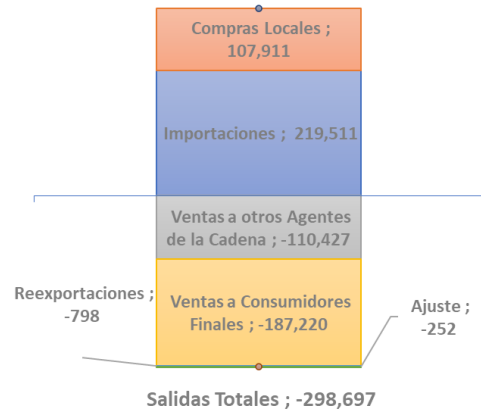 Compras Locales ;
107,911
Importaciones ; 219,511
Ventas a otros Agentes
de la Cadena ; -110,427
Reexportaciones ;
-798
Ventas a Consumidores
Finales ; -187,220
Ajuste ;
-252
Salidas Totales ; -298,697